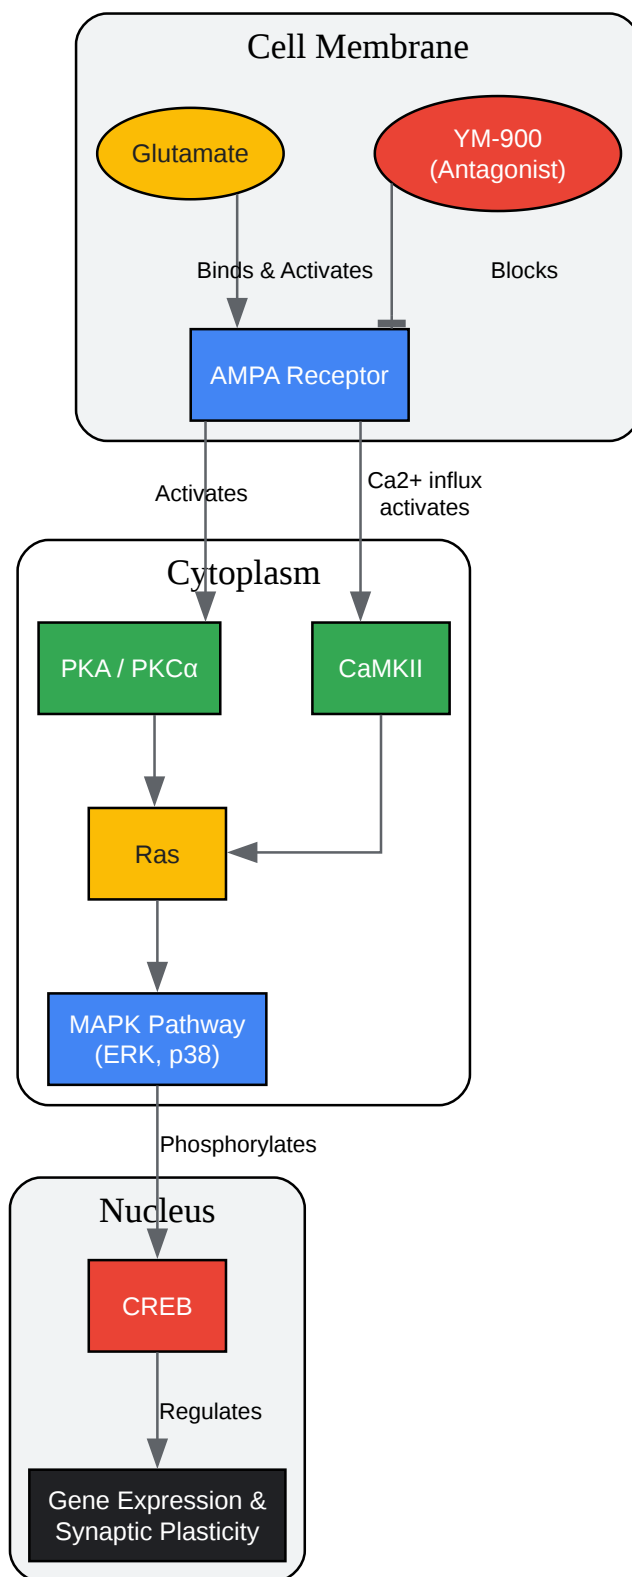 Cell Membrane
Glutamate
YM-900
(Antagonist)
Binds & Activates
Blocks
AMPA Receptor
Activates
Ca2+ influx
activates
Cytoplasm
PKA / PKCα
CaMKII
Ras
MAPK Pathway
(ERK, p38)
Phosphorylates
Nucleus
CREB
Regulates
Gene Expression &
Synaptic Plasticity